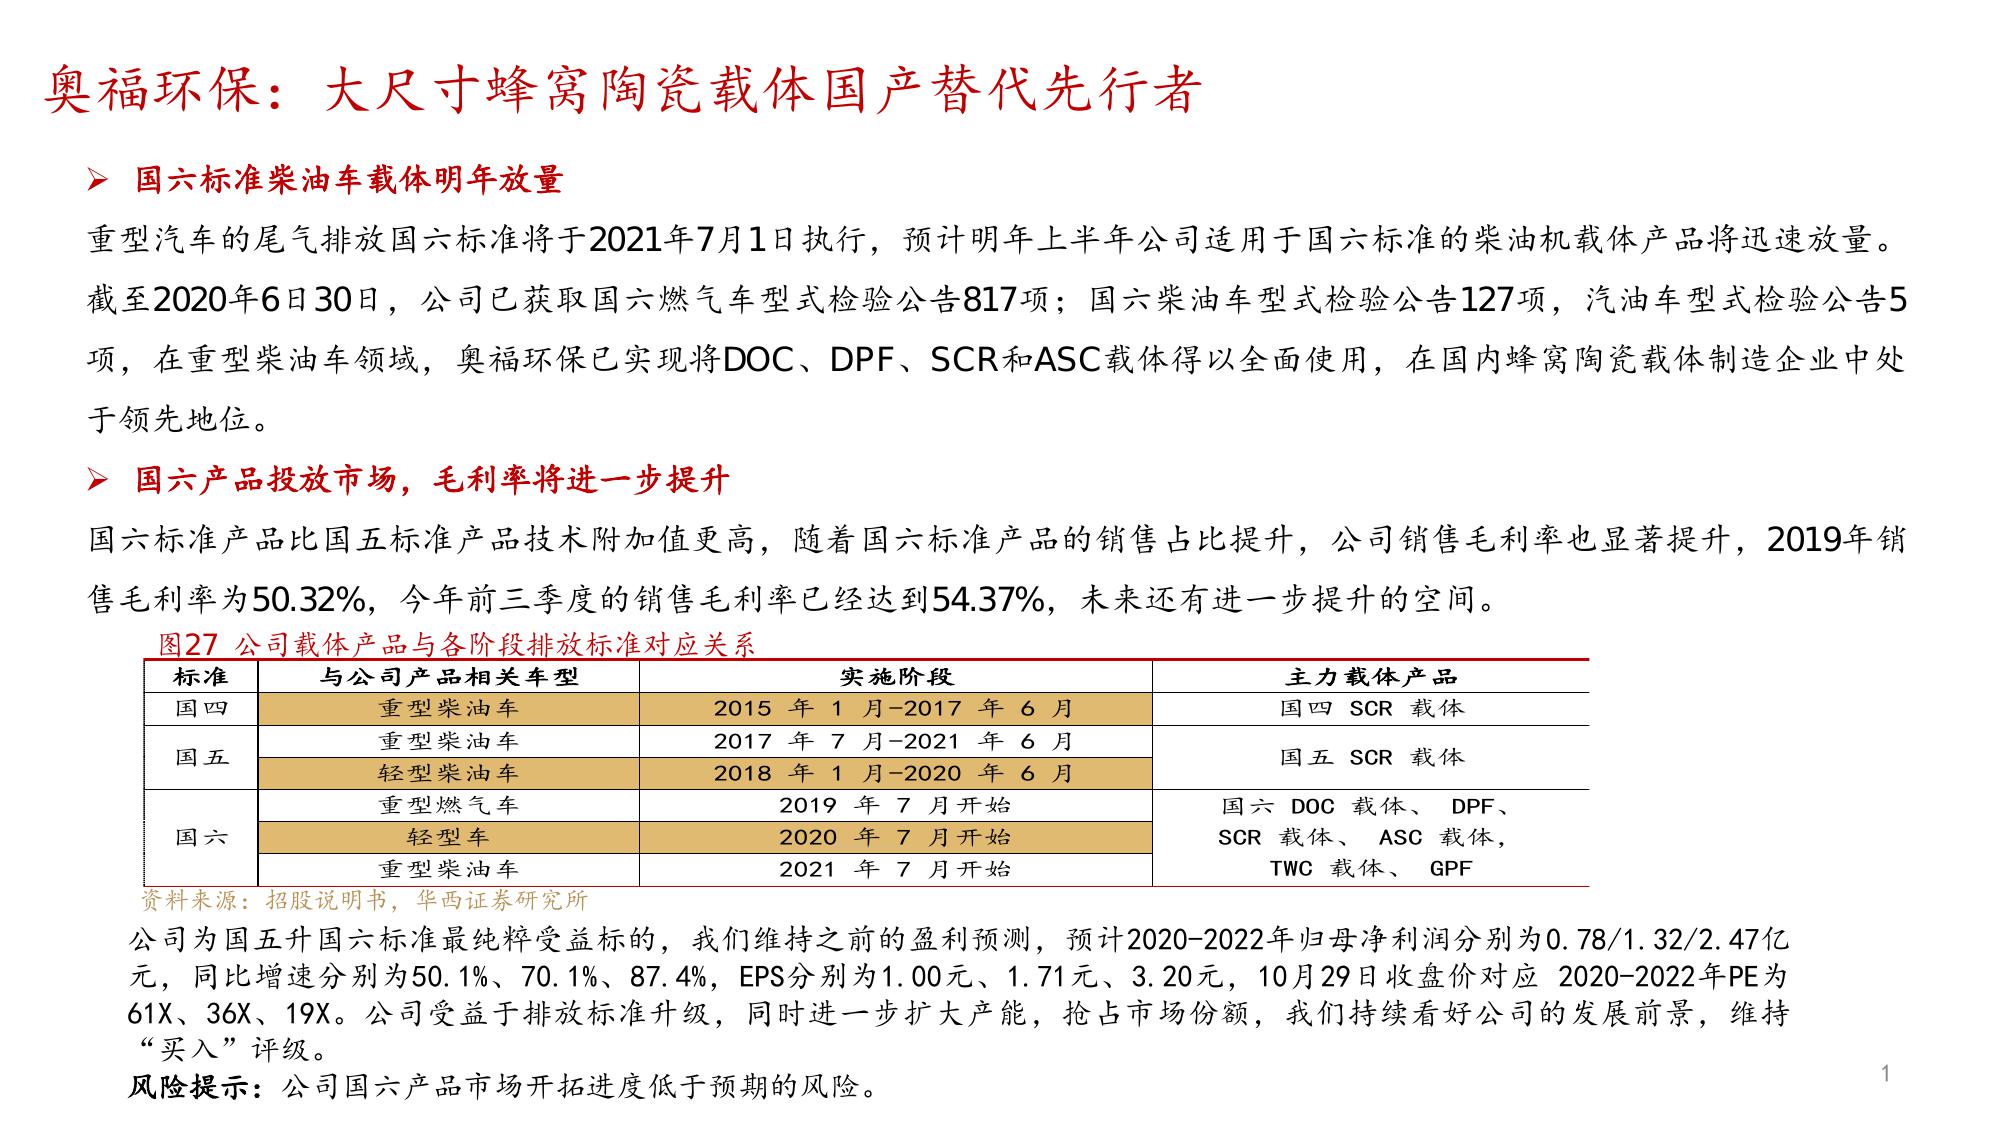 奥福环保：大尺寸蜂窝陶瓷载体国产替代先行者
➢ 国六标准柴油车载体明年放量
重型汽车的尾气排放国六标准将于2021年7月1日执行，预计明年上半年公司适用于国六标准的柴油机载体产品将迅速放量。
截至2020年6日30日，公司已获取国六燃气车型式检验公告817项；国六柴油车型式检验公告127项，汽油车型式检验公告5
项，在重型柴油车领域，奥福环保已实现将DOC、DPF、SCR和ASC载体得以全面使用，在国内蜂窝陶瓷载体制造企业中处
于领先地位。
➢ 国六产品投放市场，毛利率将进一步提升
国六标准产品比国五标准产品技术附加值更高，随着国六标准产品的销售占比提升，公司销售毛利率也显著提升，2019年销
售毛利率为50.32%，今年前三季度的销售毛利率已经达到54.37%，未来还有进一步提升的空间。
图27 公司载体产品与各阶段排放标准对应关系
标准 与公司产品相关车型 实施阶段 主力载体产品
国四 重型柴油车 2015 年 1 月-2017 年 6 月 国四 SCR 载体
国五 重型柴油车 2017 年 7 月-2021 年 6 月 国五 SCR 载体
轻型柴油车 2018 年 1 月-2020 年 6 月
国六 重型燃气车 2019 年 7 月开始 国六 DOC 载体、 DPF、
轻型车 2020 年 7 月开始 SCR 载体、 ASC 载体，
重型柴油车 2021 年 7 月开始 TWC 载体、 GPF
资料来源：招股说明书，华西证券研究所
公司为国五升国六标准最纯粹受益标的，我们维持之前的盈利预测，预计2020-2022年归母净利润分别为0.78/1.32/2.47亿
元，同比增速分别为50.1%、70.1%、87.4%，EPS分别为1.00元、1.71元、3.20元，10月29日收盘价对应 2020-2022年PE为
61X、36X、19X。公司受益于排放标准升级，同时进一步扩大产能，抢占市场份额，我们持续看好公司的发展前景，维持
“买入”评级。
风险提示：公司国六产品市场开拓进度低于预期的风险。
1